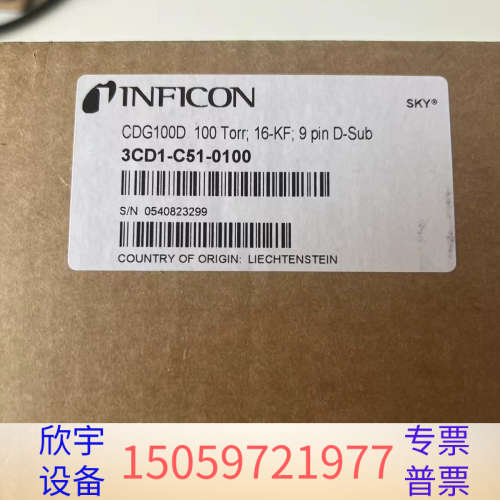 INFICON
SKY®
CDG100D 100 Torr; 16-KF; 9 pin D-Sub
3CD1-C51-0100
S/N 0540823299
COUNTRY OF ORIGIN: LIECHTENSTEIN
欣宇 专票
设备 15059721977 普票